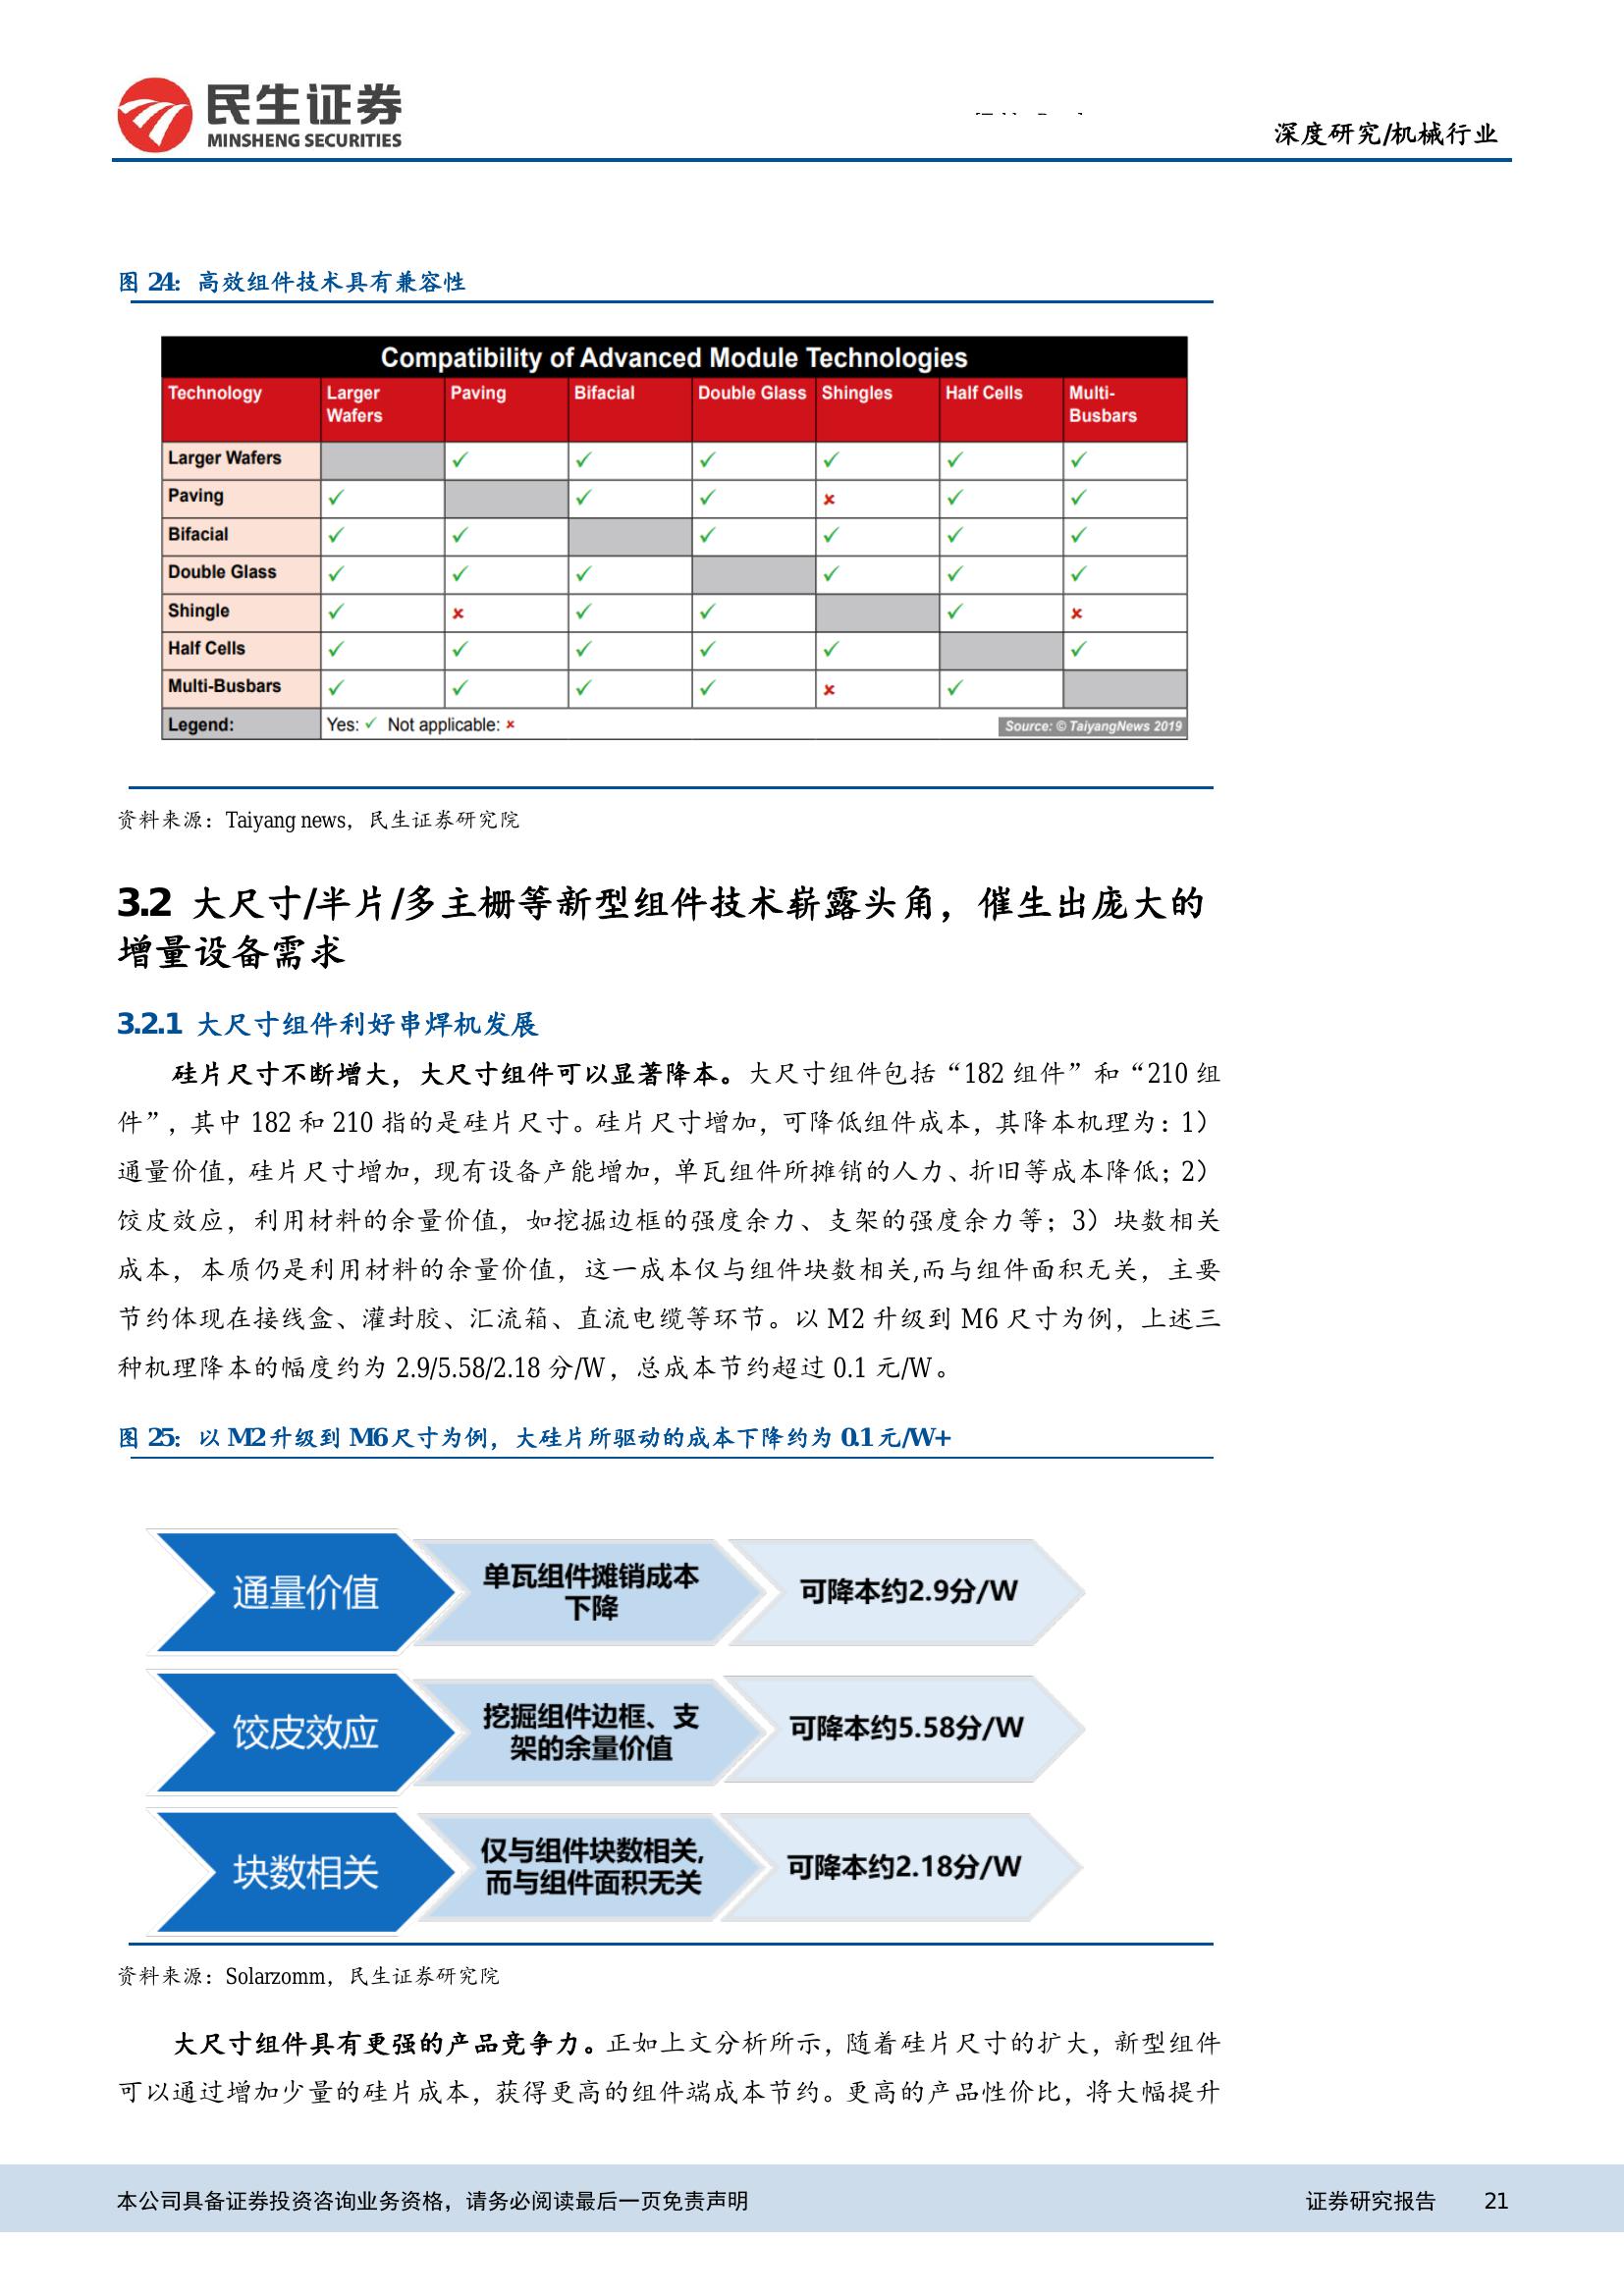 民生证券
MINSHENG SECURITIES
深度研究/机械行业
图 24：高效组件技术具有兼容性
Compatibility of Advanced Module Technologies
Technology Larger Wafers Paving Bifacial Double Glass Shingles Half Cells Multi-Busbars
Larger Wafers ✓ ✓ ✓ ✓ ✓ ✓
Paving ✓ ✓ ✓ ✗ ✓ ✓
Bifacial ✓ ✓ ✓ ✓ ✓ ✓
Double Glass ✓ ✓ ✓ ✓ ✓ ✓
Shingle ✓ ✗ ✓ ✓ ✓ ✗
Half Cells ✓ ✓ ✓ ✓ ✓ ✓
Multi-Busbars ✓ ✓ ✓ ✓ ✗ ✓
Legend: Yes: ✓ Not applicable: ✗ Source: © TaiyangNews 2019
资料来源：Taiyang news，民生证券研究院
3.2 大尺寸/半片/多主栅等新型组件技术崭露头角，催生出庞大的
增量设备需求
3.2.1 大尺寸组件利好串焊机发展
硅片尺寸不断增大，大尺寸组件可以显著降本。大尺寸组件包括“182 组件”和“210 组
件”，其中 182 和 210 指的是硅片尺寸。硅片尺寸增加，可降低组件成本，其降本机理为：1）
通量价值，硅片尺寸增加，现有设备产能增加，单瓦组件所摊销的人力、折旧等成本降低；2）
饺皮效应，利用材料的余量价值，如挖掘边框的强度余力、支架的强度余力等；3）块数相关
成本，本质仍是利用材料的余量价值，这一成本仅与组件块数相关,而与组件面积无关，主要
节约体现在接线盒、灌封胶、汇流箱、直流电缆等环节。以 M2 升级到 M6 尺寸为例，上述三
种机理降本的幅度约为 2.9/5.58/2.18 分/W，总成本节约超过 0.1 元/W。
图 25：以 M2 升级到 M6 尺寸为例，大硅片所驱动的成本下降约为 0.1 元/W+
通量价值
单瓦组件摊销成本
下降
可降本约2.9分/W
饺皮效应
挖掘组件边框、支
架的余量价值
可降本约5.58分/W
块数相关
仅与组件块数相关,
而与组件面积无关
可降本约2.18分/W
资料来源：Solarzomm，民生证券研究院
大尺寸组件具有更强的产品竞争力。正如上文分析所示，随着硅片尺寸的扩大，新型组件
可以通过增加少量的硅片成本，获得更高的组件端成本节约。更高的产品性价比，将大幅提升
本公司具备证券投资咨询业务资格，请务必阅读最后一页免责声明 证券研究报告 21